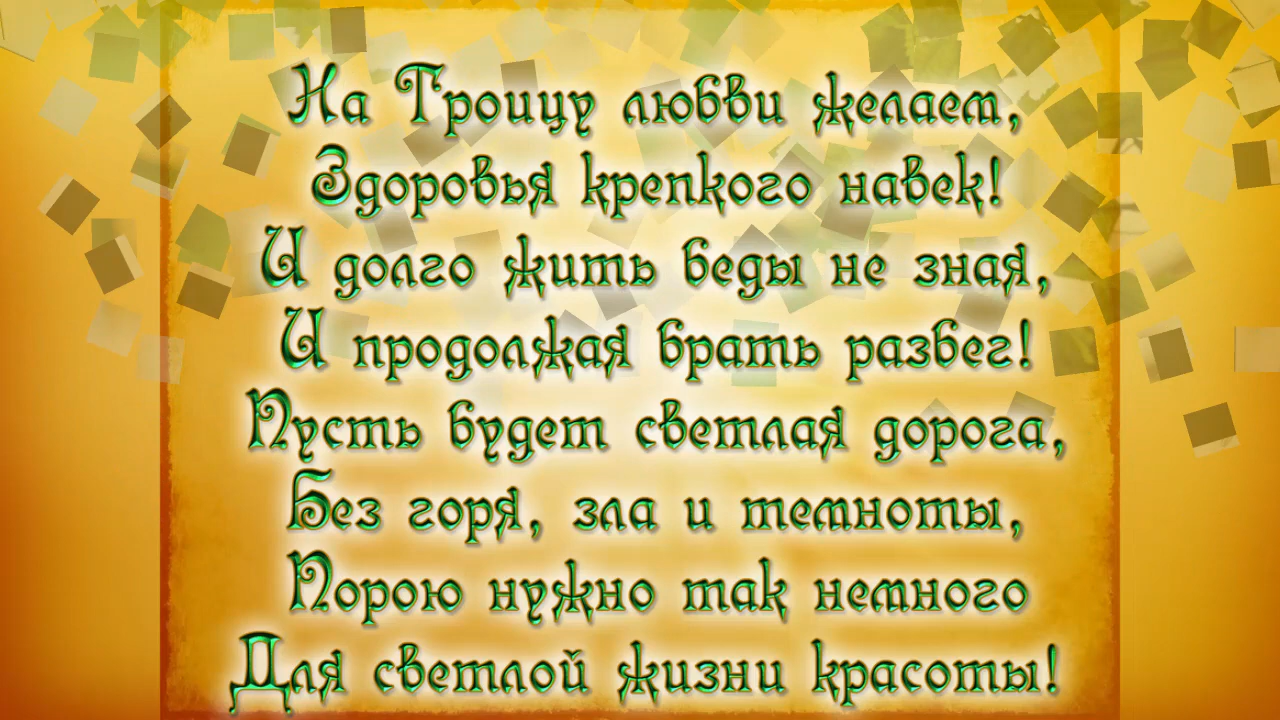 На Троицу любви желаем,
Здоровья крепкого навек!
И долго жить беды не зная,
И продолжая брать разбег!
Пусть будет светлая дорога,
Без горя, зла и темноты,
Порою нужно так немного
Для светлой жизни красоты!